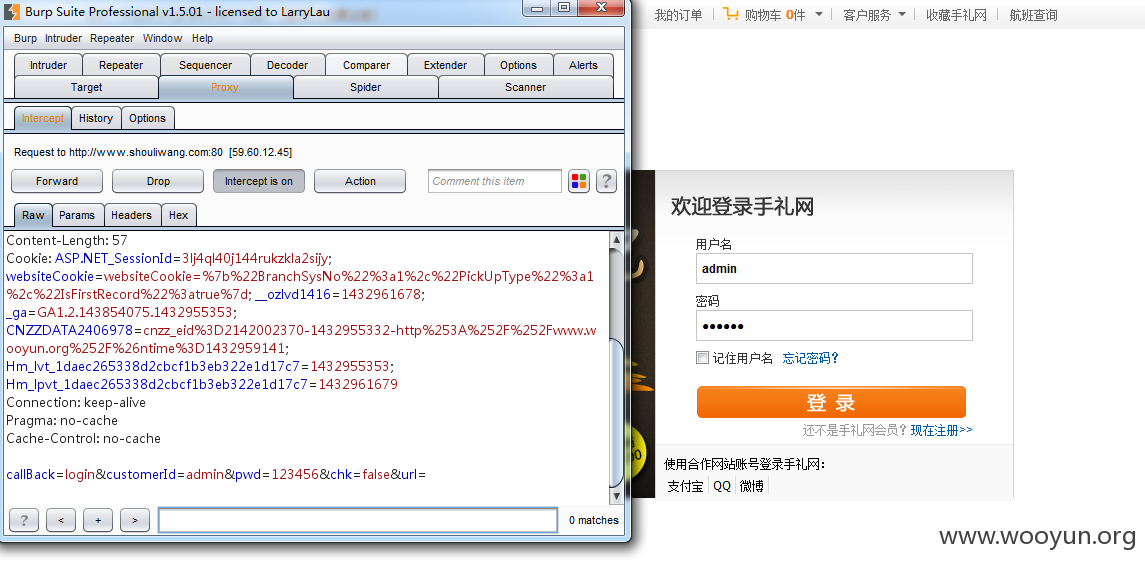 Burp Suite Professional v1.5.01 - licensed to LarryLau
Burp Intruder Repeater Window Help
Intruder Repeater Sequencer Decoder Comparer Extender Options Alerts
Target Proxy Spider Scanner
Intercept History Options
Request to http://www.shouliwang.com:80 [59.60.12.45]
Forward Drop Intercept is on Action Comment this item ?
Raw Params Headers Hex
Content-Length: 57
Cookie: ASP.NET_SessionId=3lj4ql40j144rukzkla2sijy;
websiteCookie=websiteCookie=%7b%22BranchSysNo%22%3a1%2c%22PickUpType%22%3a1
%2c%22IsFirstRecord%22%3atrue%7d; __ozlvd1416=1432961678;
_ga=GA1.2.143854075.1432955353;
CNZZDATA2406978=cnzz_eid%3D2142002370-1432955332-http%253A%252F%252Fwww.w
ooyun.org%252F%26ntime%3D1432959141;
Hm_lvt_1daec265338d2cbcf1b3eb322e1d17c7=1432955353;
Hm_lpvt_1daec265338d2cbcf1b3eb322e1d17c7=1432961679
Connection: keep-alive
Pragma: no-cache
Cache-Control: no-cache
callBack=login&customerId=admin&pwd=123456&chk=false&url=
? < + > 0 matches
我的订单 购物车 0件 客户服务 收藏手礼网 航班查询
欢迎登录手礼网
用户名
admin
密码
••••••
记住用户名 忘记密码?
登 录
还不是手礼网会员? 现在注册>>
使用合作网站账号登录手礼网:
支付宝 QQ 微博
www.wooyun.org